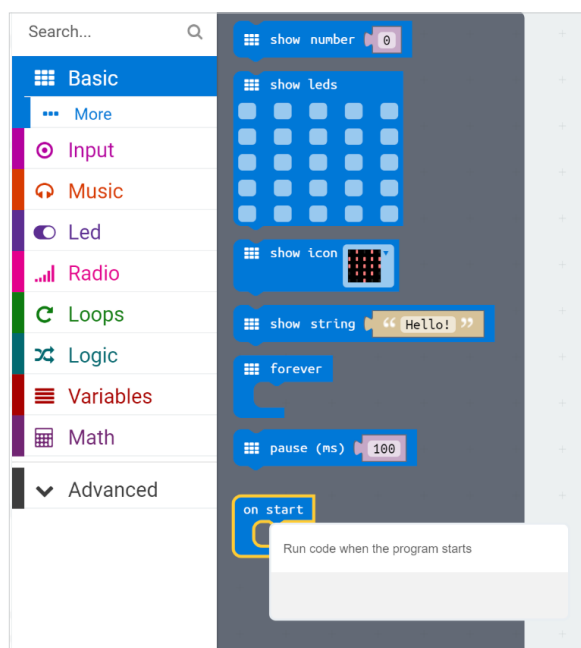 Search...
Basic
More
Input
Music
Led
Radio
Loops
Logic
Variables
Math
Advanced
show number 0
show leds
show icon
show string “ Hello! ”
forever
pause (ms) 100
on start
Run code when the program starts